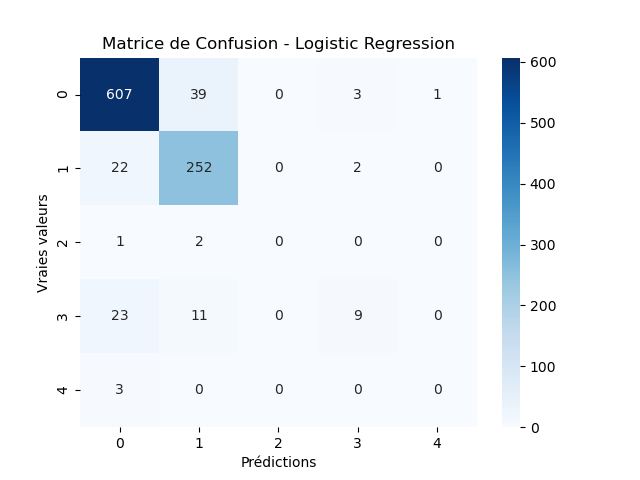 Matrice de Confusion - Logistic Regression
0 607 39 0 3 1
1 22 252 0 2 0
2 1 2 0 0 0
3 23 11 0 9 0
4 3 0 0 0 0
0 1 2 3 4
Prédictions
Vraies valeurs
600
500
400
300
200
100
0